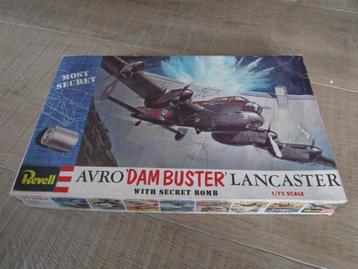 MOST
SECRET
Revell
AVRO 'DAM BUSTER' LANCASTER
WITH SECRET BOMB
1/72 SCALE